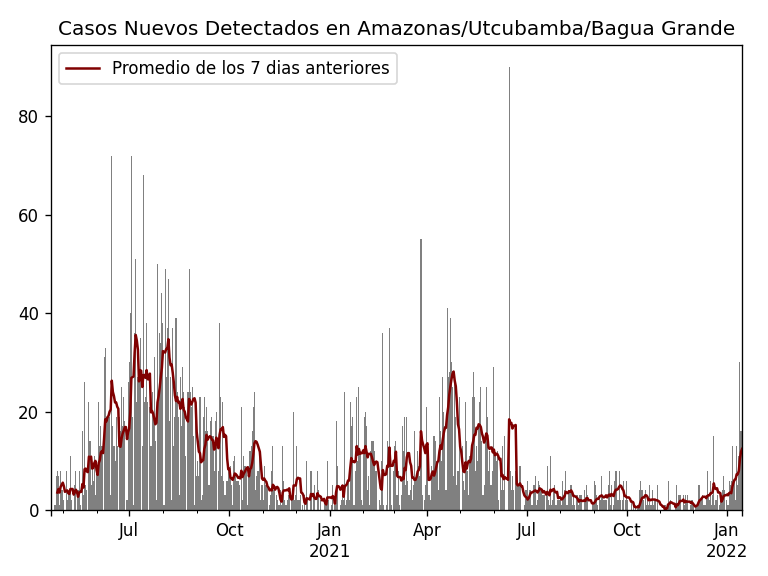 Casos Nuevos Detectados en Amazonas/Utcubamba/Bagua Grande
Promedio de los 7 dias anteriores
80
60
40
20
0
Jul Oct Jan Apr Jul Oct Jan
2021 2022